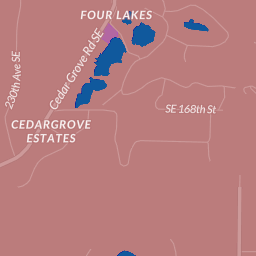 FOUR LAKES
Cedar Grove Rd SE
230th Ave SE
SE 168th St
CEDARGROVE
ESTATES